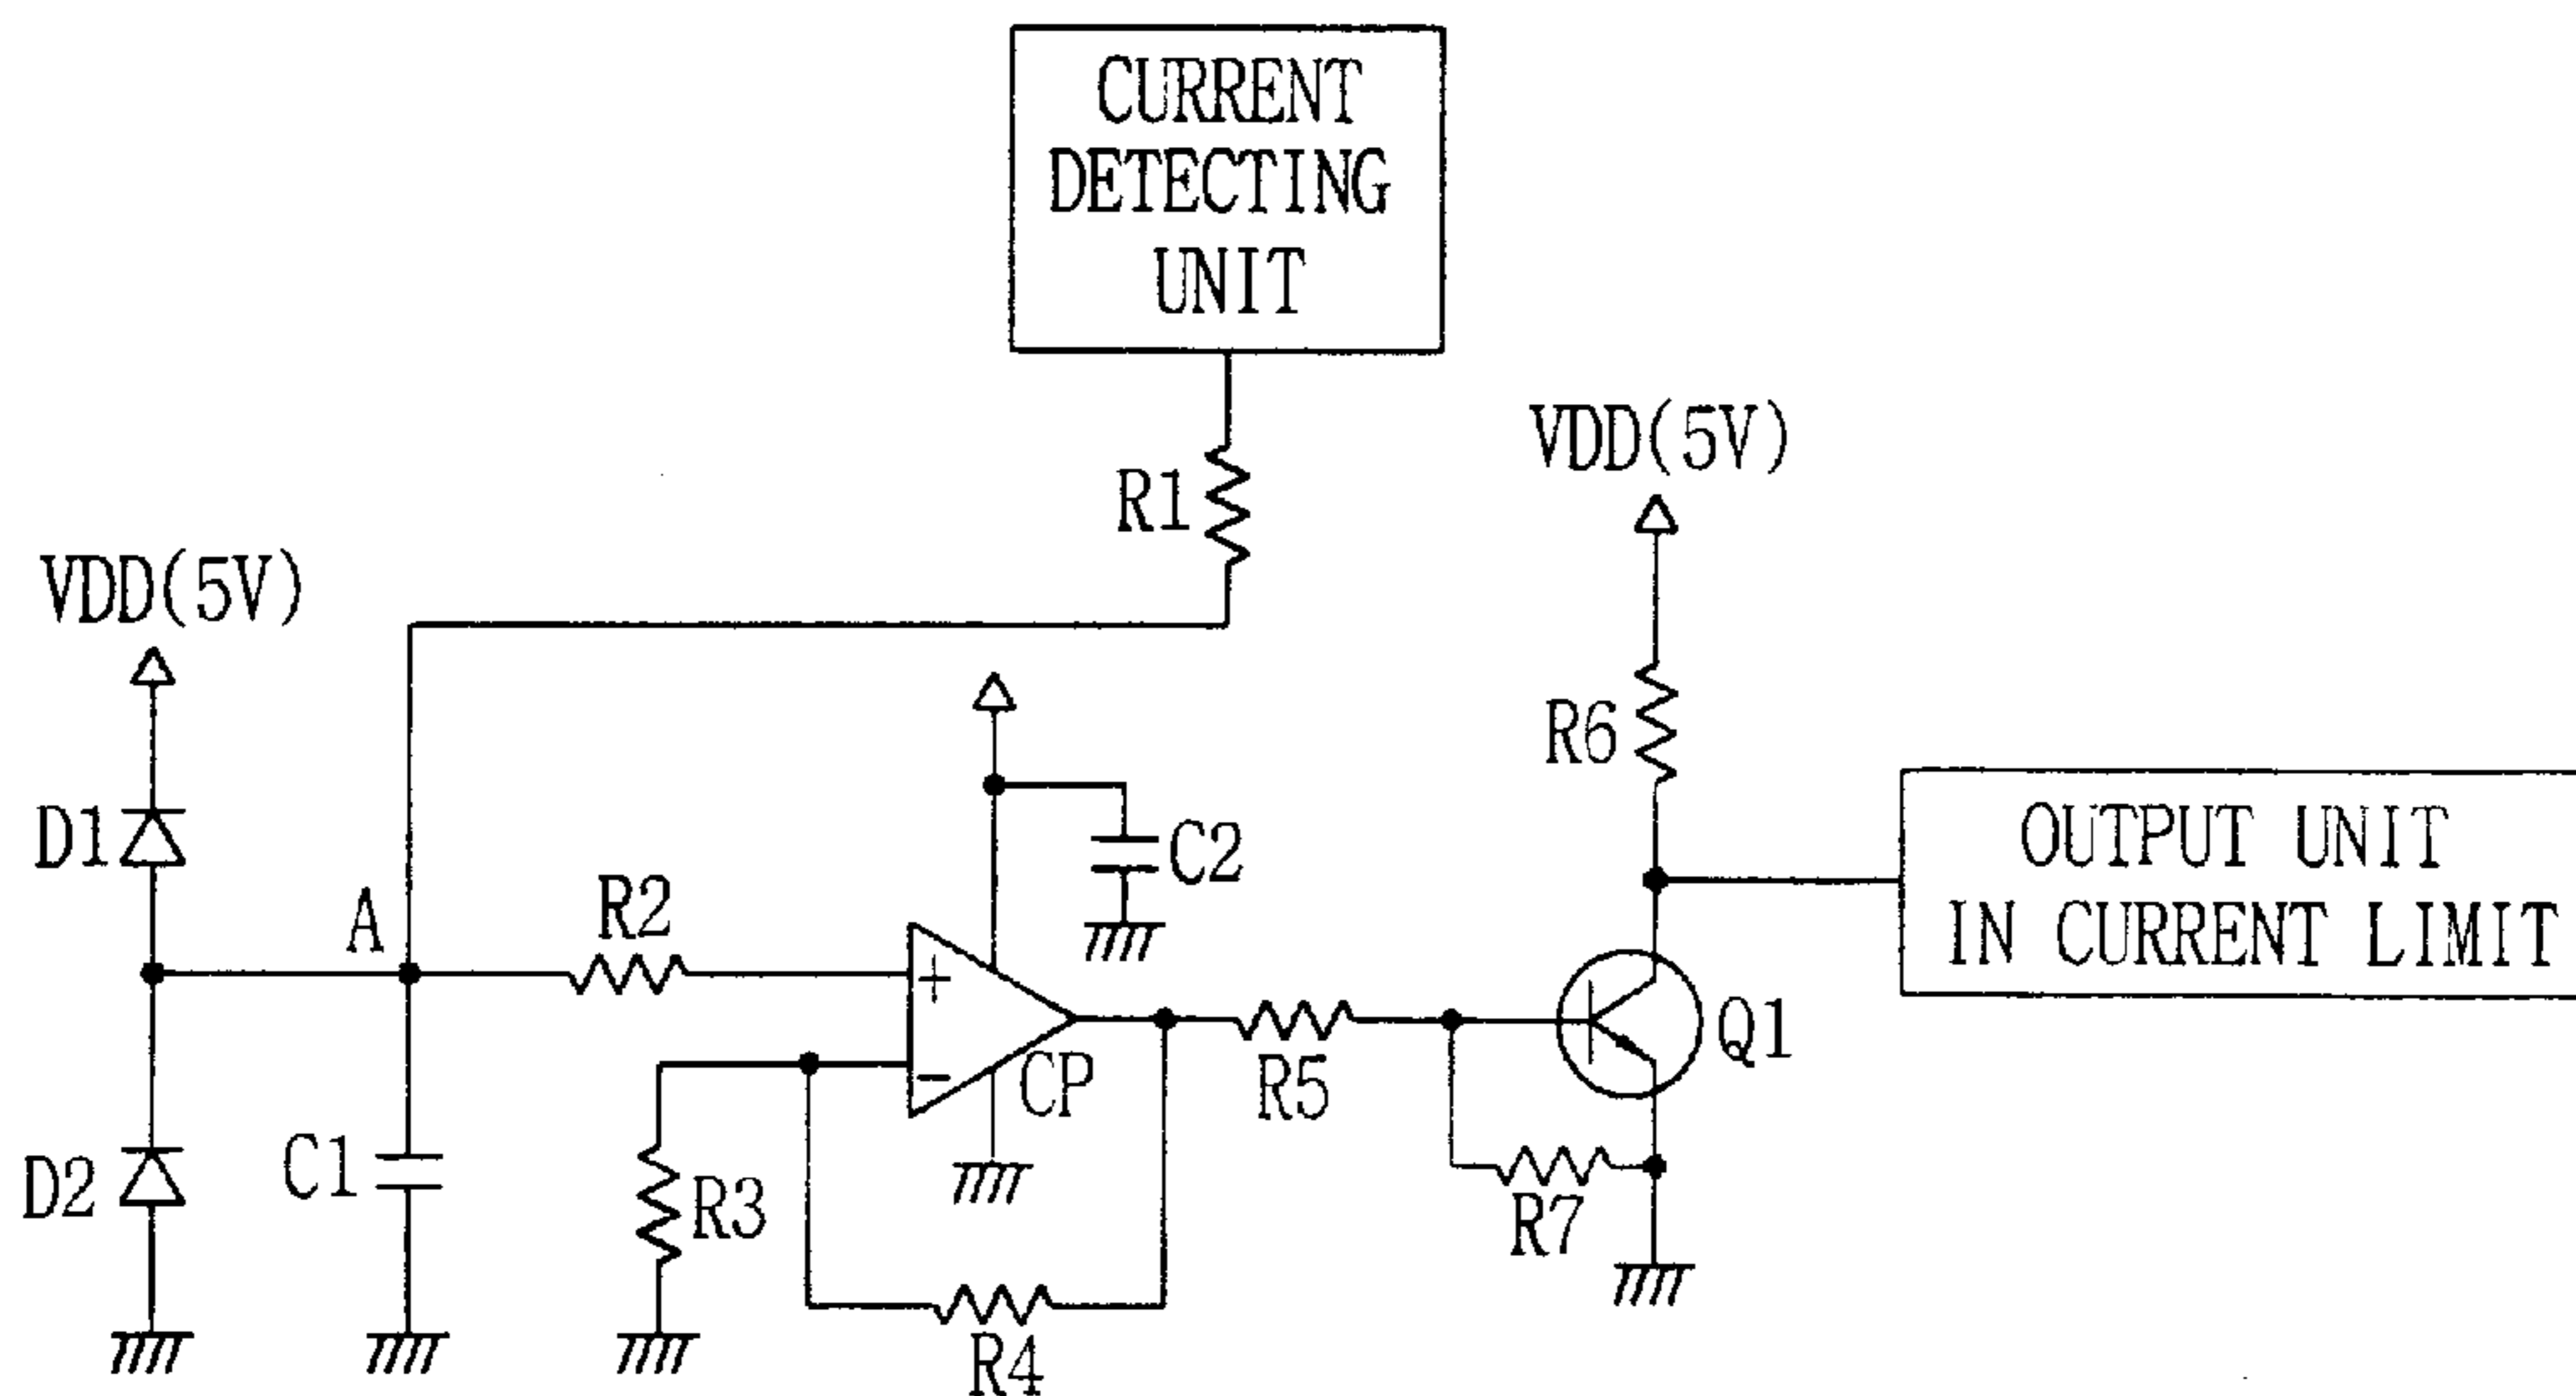 CURRENT
DETECTING
UNIT
VDD(5V)
R1
VDD(5V)
R6
D1
C2
OUTPUT UNIT
IN CURRENT LIMIT
A
R2
+
-
CP
R5
Q1
D2
C1
R3
R7
R4